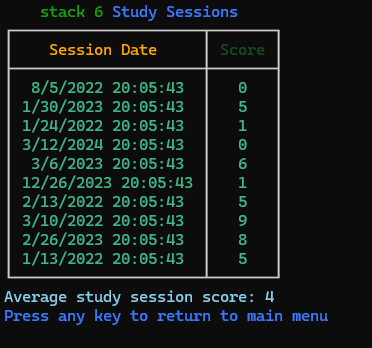 stack 6 Study Sessions
Session Date Score
8/5/2022 20:05:43 0
1/30/2023 20:05:43 5
1/24/2022 20:05:43 1
3/12/2024 20:05:43 0
3/6/2023 20:05:43 6
12/26/2023 20:05:43 1
2/13/2022 20:05:43 5
3/10/2022 20:05:43 9
2/26/2023 20:05:43 8
1/13/2022 20:05:43 5
Average study session score: 4
Press any key to return to main menu